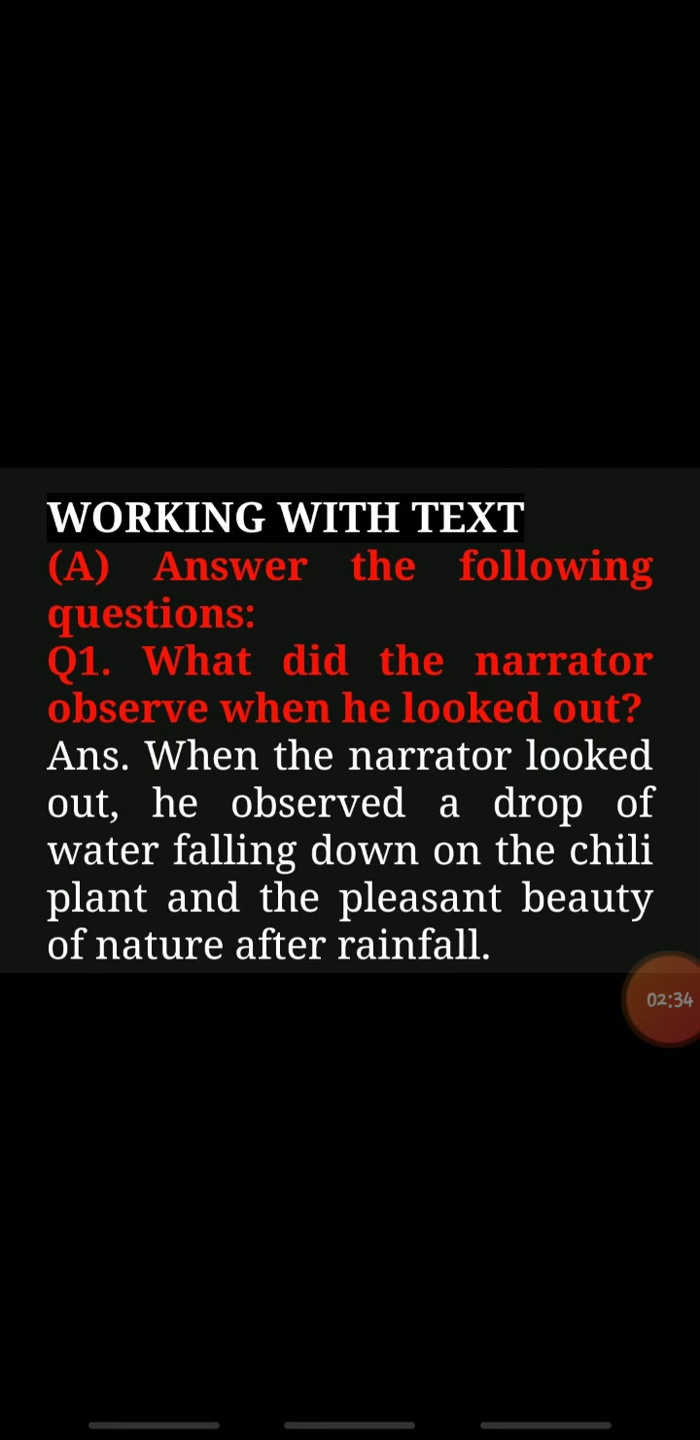 WORKING WITH TEXT
(A) Answer the following
questions:
Q1. What did the narrator
observe when he looked out?
Ans. When the narrator looked
out, he observed a drop of
water falling down on the chili
plant and the pleasant beauty
of nature after rainfall.
02:34